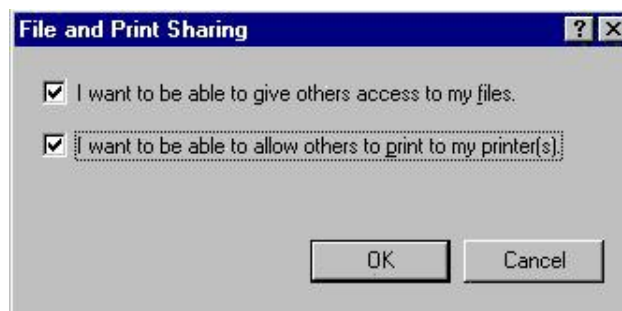 File and Print Sharing
I want to be able to give others access to my files.
I want to be able to allow others to print to my printer(s).
OK Cancel